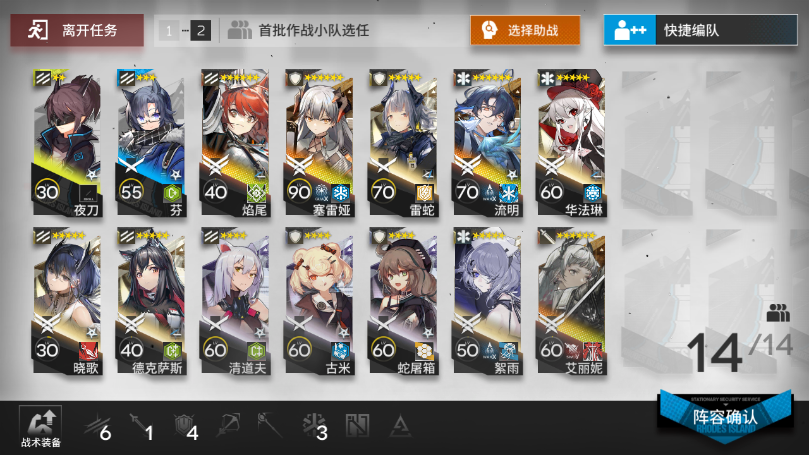 离开任务
1 -- 2
首批作战小队选任
选择助战
++ 快捷编队
30 夜刀
55 芬
40 焰尾
90 塞雷娅
70 雷蛇
70 流明
60 华法琳
30 晓歌
40 德克萨斯
60 清道夫
60 古米
60 蛇屠箱
50 絮雨
60 艾丽妮
14 /14
战术装备
6
1
4
3
STATIONARY SECURITY SERVICE
阵容确认
RHODES ISLAND